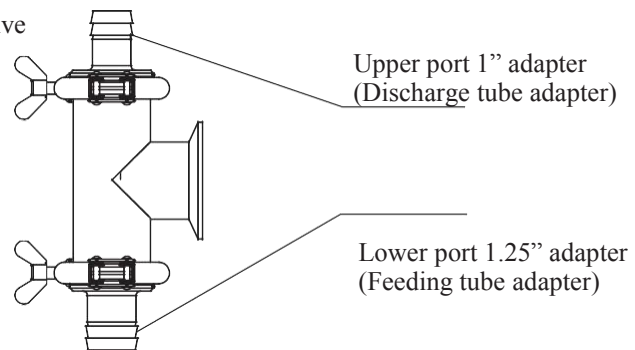 Upper port 1” adapter
(Discharge tube adapter)
Lower port 1.25” adapter
(Feeding tube adapter)